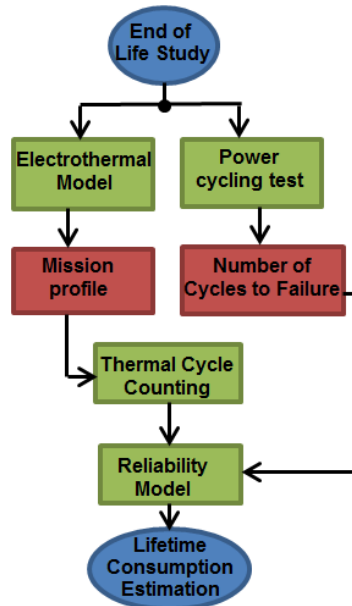 End of
Life Study
Electrothermal
Model
Power
cycling test
Mission
profile
Number of
Cycles to Failure
Thermal Cycle
Counting
Reliability
Model
Lifetime
Consumption
Estimation